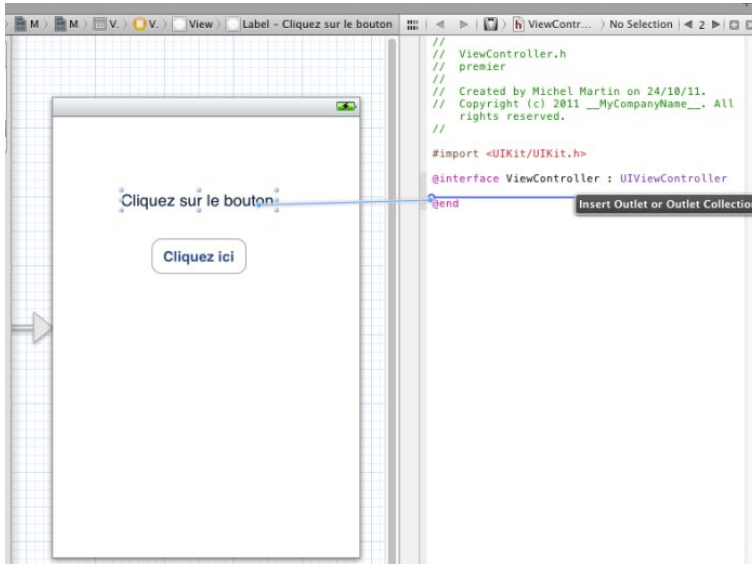 M. M. V. V. View Label - Cliquez sur le bouton
ViewContr... No Selection 2
//
//  ViewController.h
//  premier
//
//  Created by Michel Martin on 24/10/11.
//  Copyright (c) 2011 __MyCompanyName__. All
rights reserved.
//
#import <UIKit/UIKit.h>
@interface ViewController : UIViewController
@end
Insert Outlet or Outlet Collection
Cliquez sur le bouton
Cliquez ici